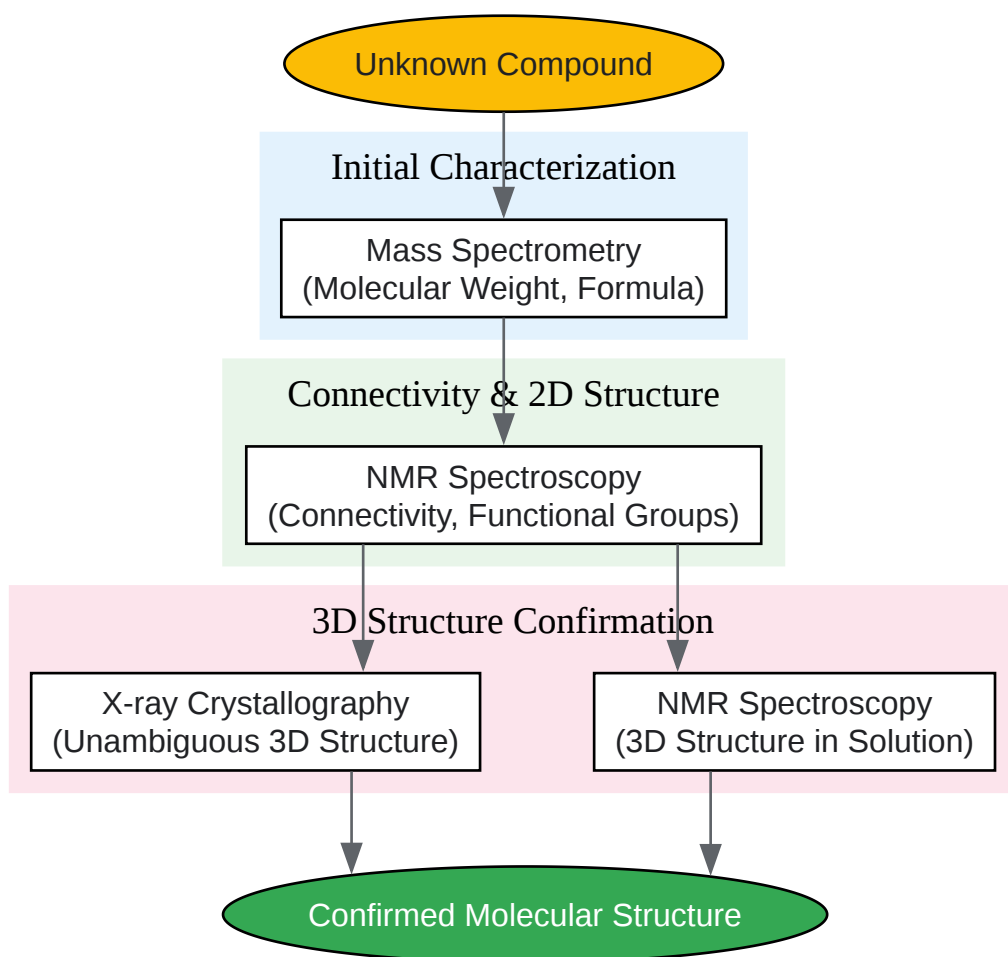 Unknown Compound
Initial Characterization
Mass Spectrometry
(Molecular Weight, Formula)
Connectivity & 2D Structure
NMR Spectroscopy
(Connectivity, Functional Groups)
3D Structure Confirmation
X-ray Crystallography
(Unambiguous 3D Structure)
NMR Spectroscopy
(3D Structure in Solution)
Confirmed Molecular Structure